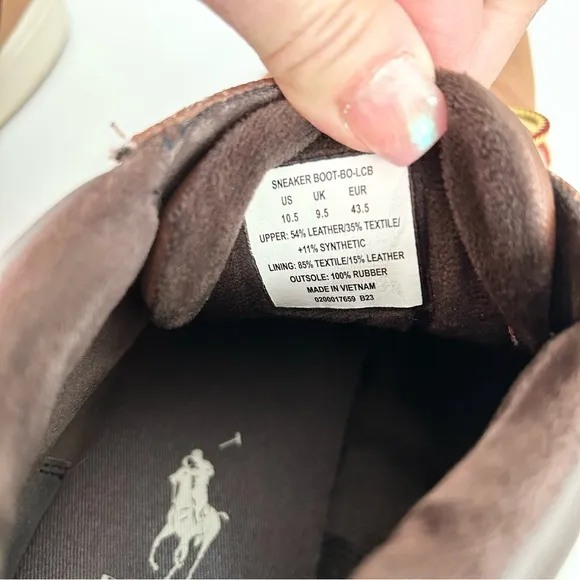 SNEAKER BOOT-BO-LCB
US UK EUR
10.5 9.5 43.5
UPPER: 54% LEATHER/35% TEXTILE/
+11% SYNTHETIC
LINING: 85% TEXTILE/15% LEATHER
OUTSOLE: 100% RUBBER
MADE IN VIETNAM
0200017659 B23